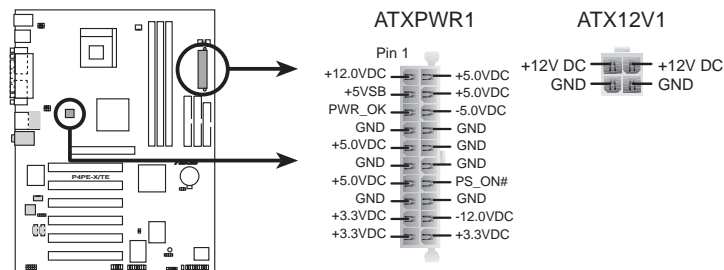 ATXPWR1
ATX12V1
Pin 1
+12.0VDC +5.0VDC
+5VSB +5.0VDC
PWR_OK -5.0VDC
GND GND
+5.0VDC GND
GND GND
+5.0VDC PS_ON#
GND GND
+3.3VDC -12.0VDC
+3.3VDC +3.3VDC
+12V DC +12V DC
GND GND
P4PE-X/TE